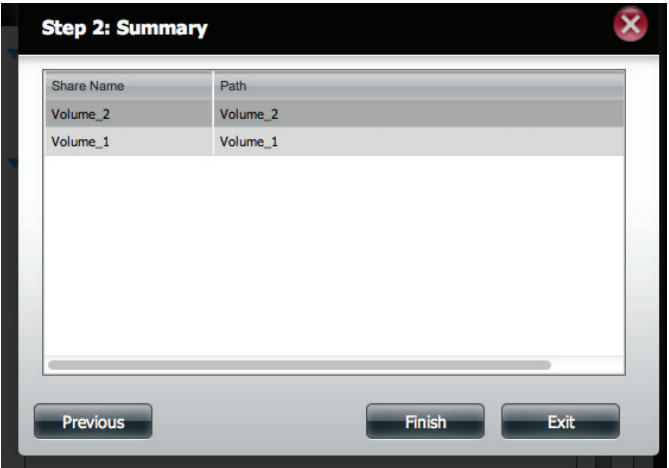 Step 2: Summary
Share Name Path
Volume_2 Volume_2
Volume_1 Volume_1
Previous Finish Exit